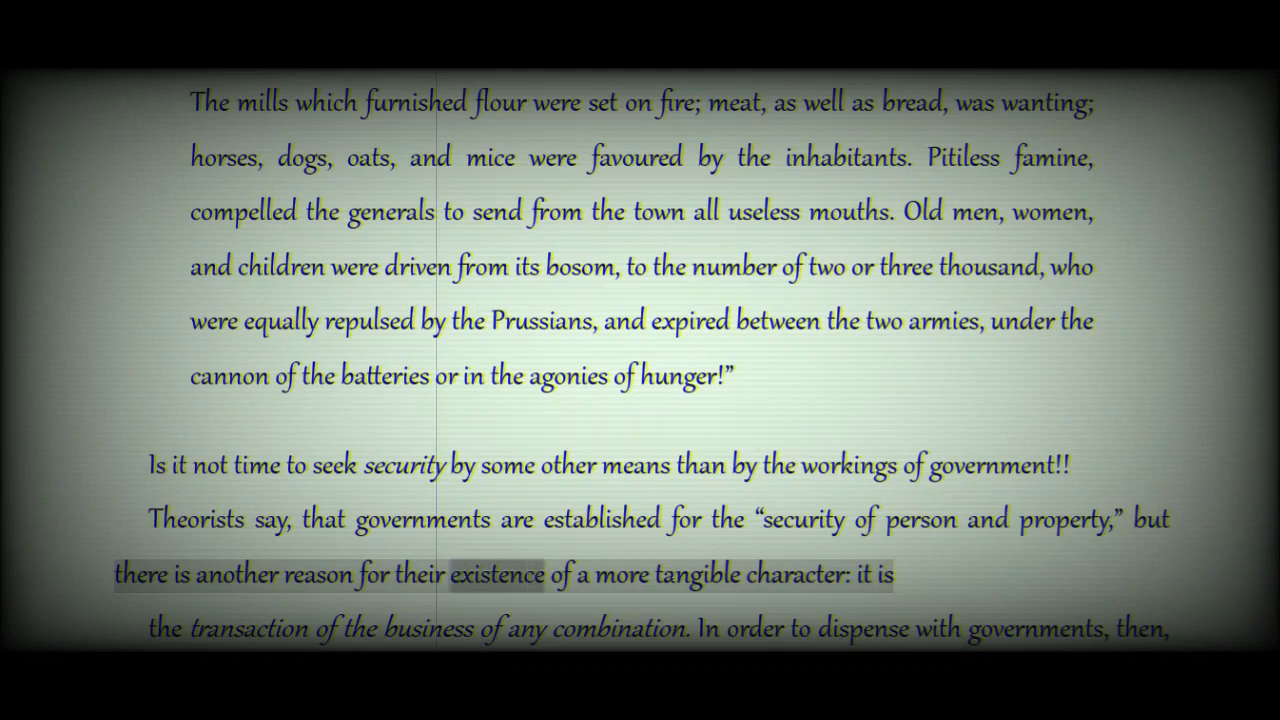 The mills which furnished flour were set on fire; meat, as well as bread, was wanting;
horses, dogs, oats, and mice were favoured by the inhabitants. Pitiless famine,
compelled the generals to send from the town all useless mouths. Old men, women,
and children were driven from its bosom, to the number of two or three thousand, who
were equally repulsed by the Prussians, and expired between the two armies, under the
cannon of the batteries or in the agonies of hunger!”
Is it not time to seek security by some other means than by the workings of government!!
Theorists say, that governments are established for the “security of person and property,” but
there is another reason for their existence of a more tangible character: it is
the transaction of the business of any combination. In order to dispense with governments, then,